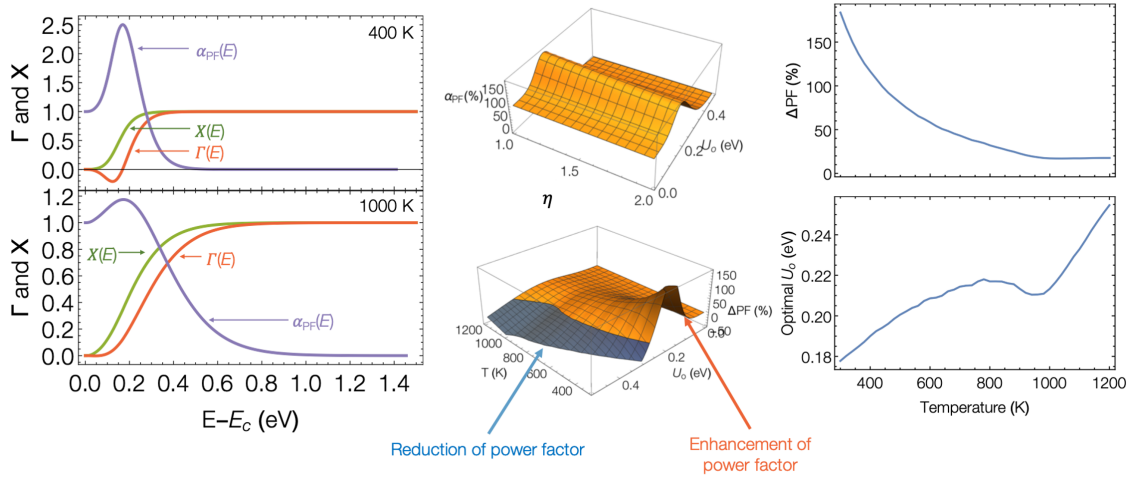 400 K
2.5
2.0
1.5
1.0
0.5
0.0
Γ and X
α_PF(E)
X(E)
Γ(E)
1000 K
1.2
1.0
0.8
0.6
0.4
0.2
0.0
Γ and X
X(E)
Γ(E)
α_PF(E)
0.0 0.2 0.4 0.6 0.8 1.0 1.2 1.4
E−E_c (eV)
α_PF(%)
150
100
50
0
1.0
1.5
2.0
η
0.4
0.2
0.0
U_o (eV)
150
100
50
0
-50
ΔPF (%)
0.0
0.2
0.4
U_o (eV)
1200
1000
800
600
400
T (K)
Reduction of power factor
Enhancement of
power factor
ΔPF (%)
150
100
50
0
Optimal U_o (eV)
0.24
0.22
0.20
0.18
400 600 800 1000 1200
Temperature (K)